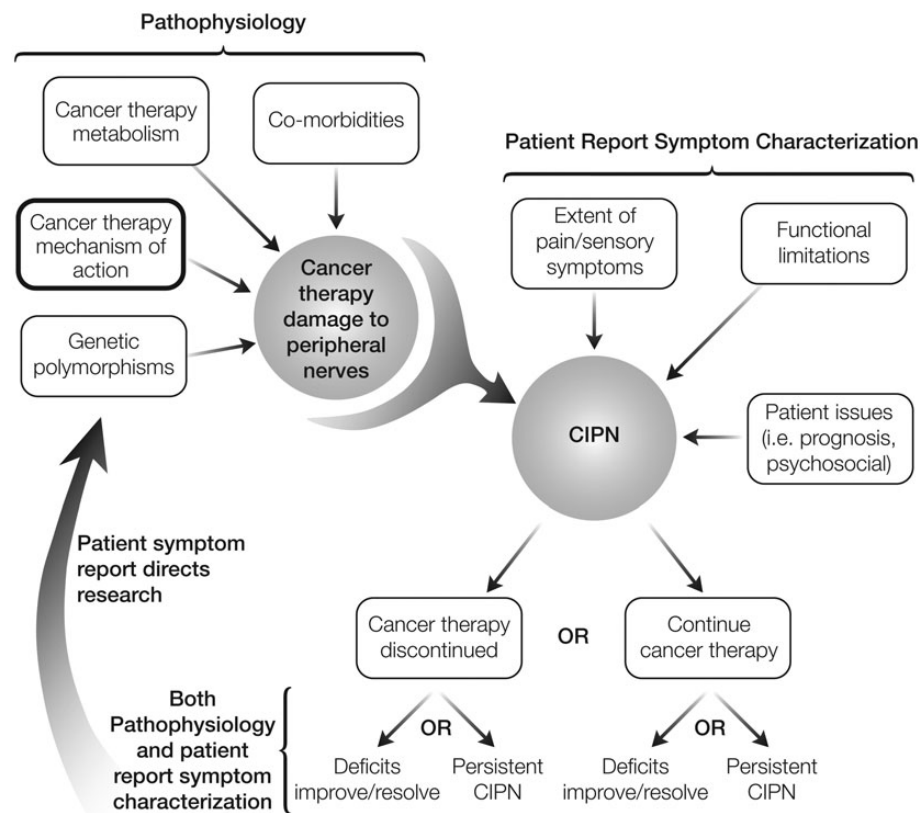 Pathophysiology
Cancer therapy
metabolism
Co-morbidities
Cancer therapy
mechanism of
action
Genetic
polymorphisms
Cancer
therapy
damage to
peripheral
nerves
Patient Report Symptom Characterization
Extent of
pain/sensory
symptoms
Functional
limitations
Patient issues
(i.e. prognosis,
psychosocial)
CIPN
Patient symptom
report directs
research
Cancer therapy
discontinued
OR
Continue
cancer therapy
Both
Pathophysiology
and patient
report symptom
characterization
OR
Deficits
improve/resolve
Persistent
CIPN
OR
Deficits
improve/resolve
Persistent
CIPN